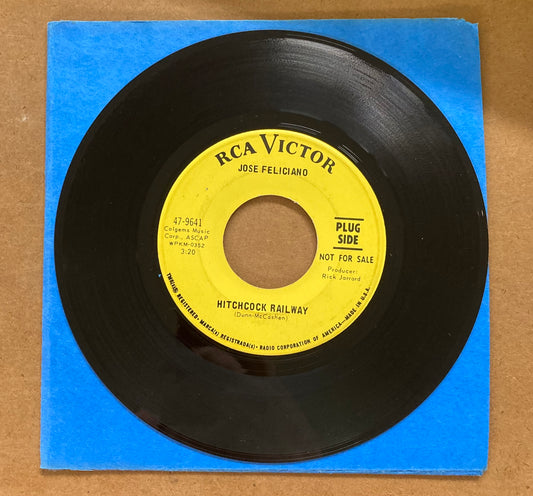 RCA VICTOR
JOSE FELICIANO
47-9641
Colgems Music
Corp., ASCAP
WPKM-0352
3:20
PLUG
SIDE
NOT FOR SALE
Producer:
Rick Jarrard
HITCHCOCK RAILWAY
(Dunn-McCashen)
TMK(s) REGISTERED • MARCA(s) REGISTRADA(s) • RADIO CORPORATION OF AMERICA — MADE IN U.S.A.